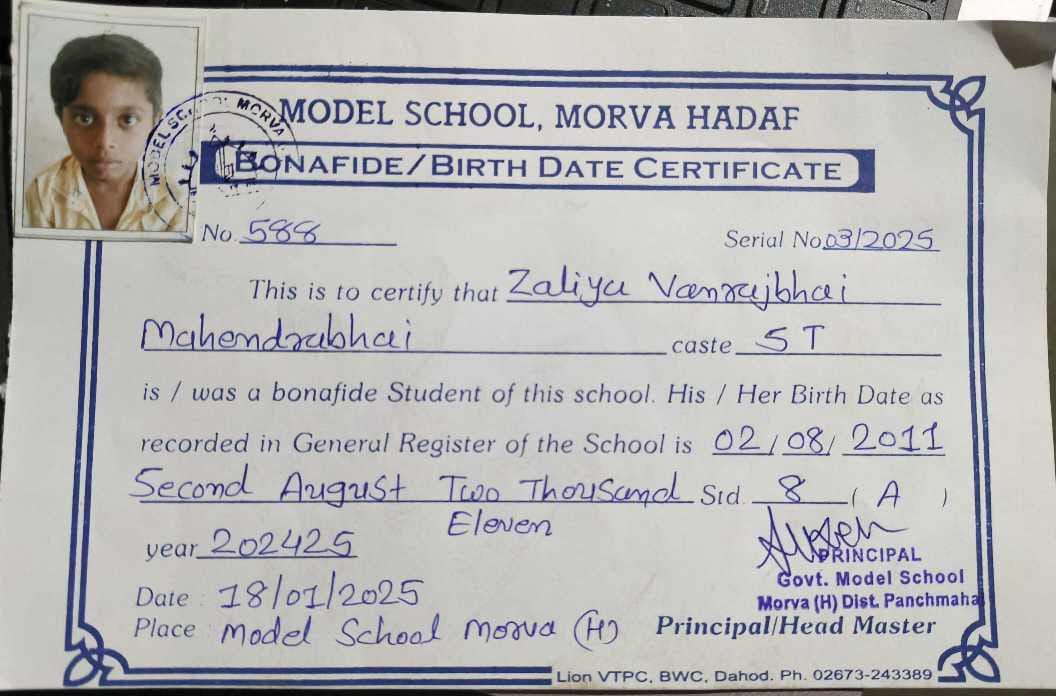 MODEL SCHOOL MORVA
MODEL SCHOOL, MORVA HADAF
BONAFIDE/BIRTH DATE CERTIFICATE
No. 588
Serial No 03/2025
This is to certify that Zaliya Vanrajbhai
Mahendrabhai caste ST
is / was a bonafide Student of this school. His / Her Birth Date as
recorded in General Register of the School is 02/08/2011
Second August Two Thousand Std. 8 ( A )
Eleven
year 202425
PRINCIPAL
Govt. Model School
Date : 18/01/2025
Morva (H) Dist. Panchmahal
Place : Model School Morva (H) Principal/Head Master
Lion VTPC, BWC, Dahod. Ph. 02673-243389